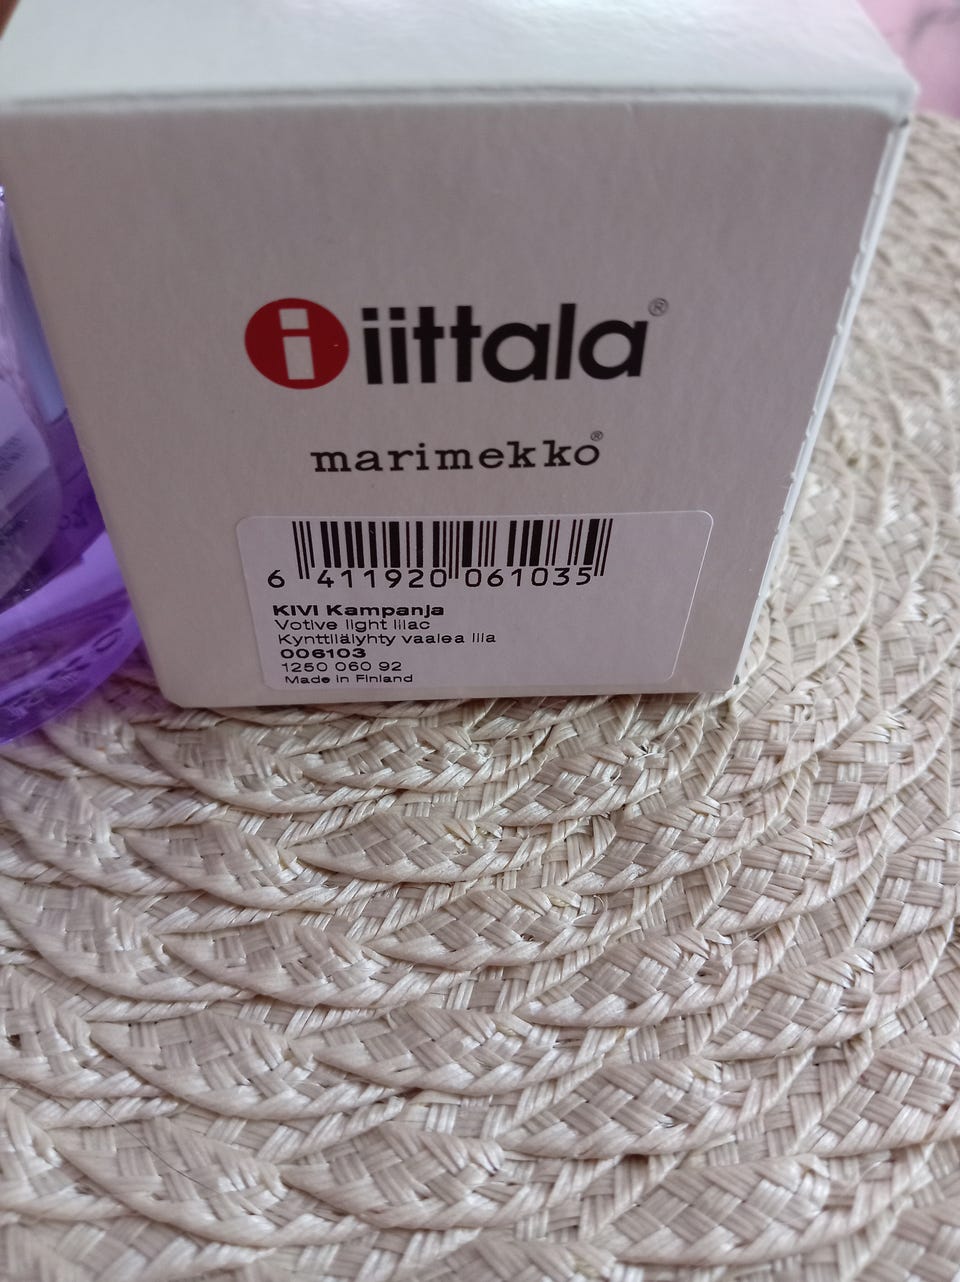 i iittala®
marimekko®
6 411920 061035
KIVI Kampanja
Votive light lilac
Kynttilälyhty vaalea lila
006103
1250 060 92
Made in Finland